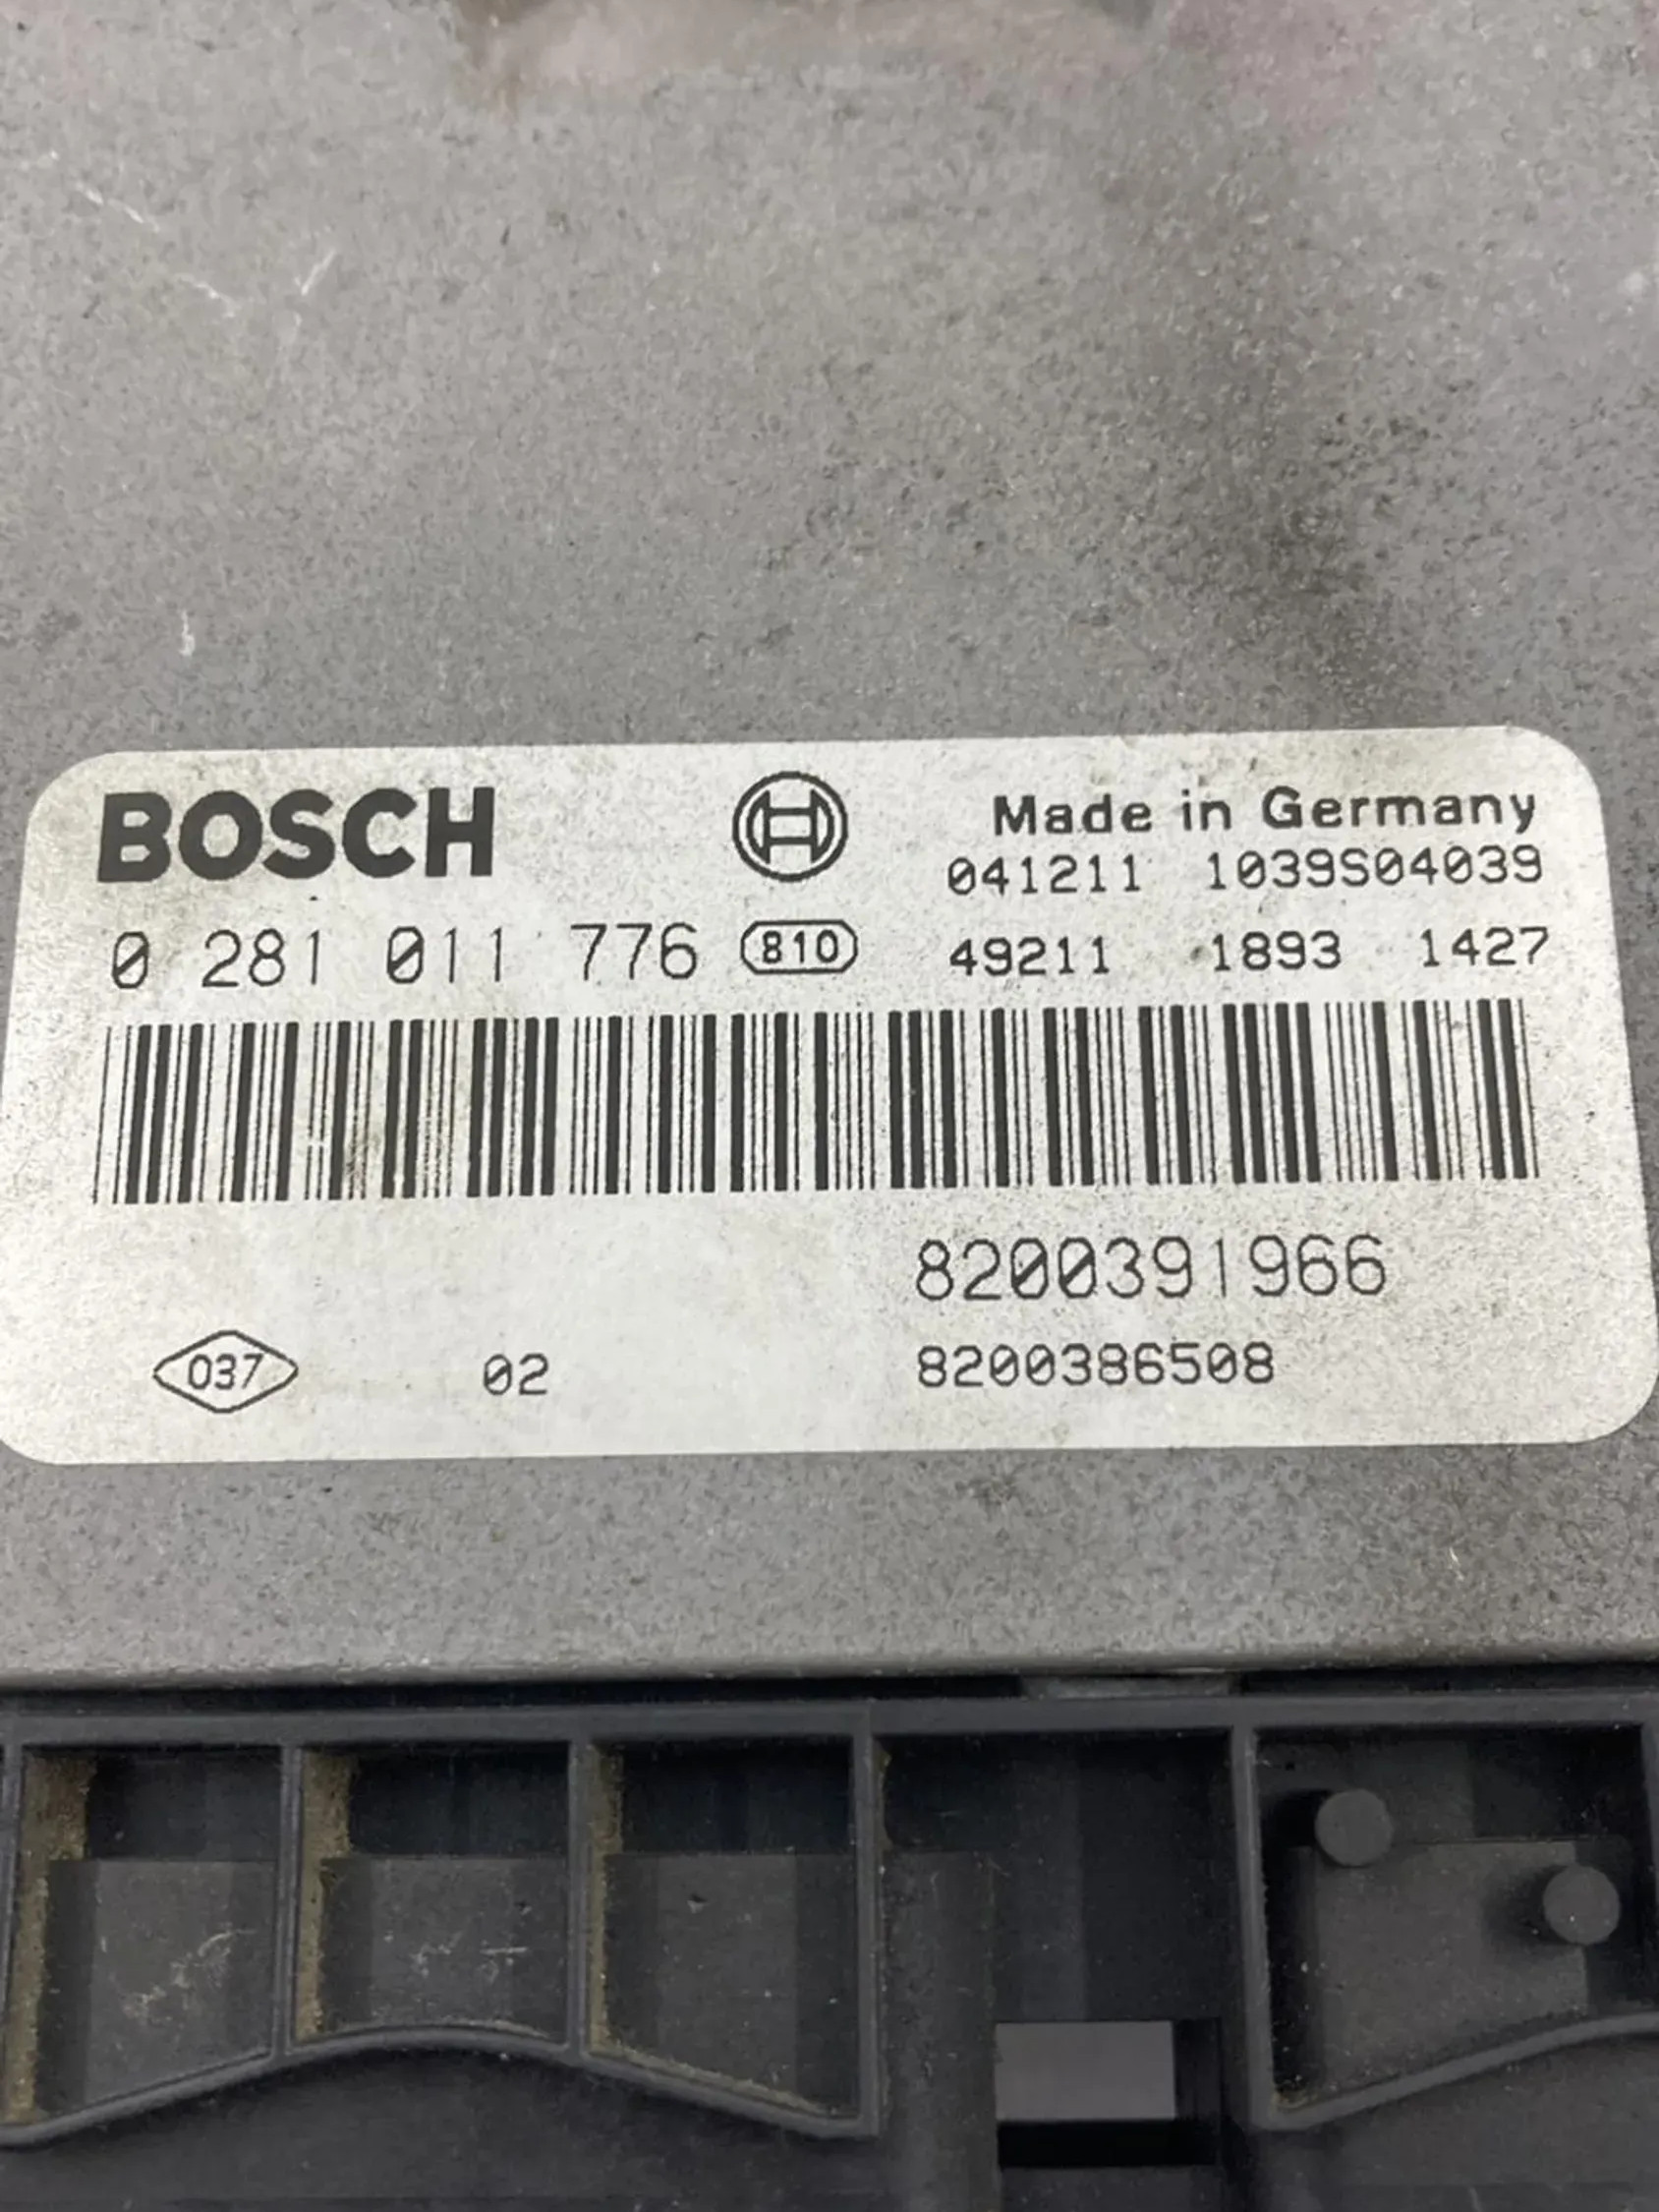 BOSCH
Made in Germany
041211 1039S04039
0 281 011 776 810 49211 1893 1427
8200391966
037 02 8200386508